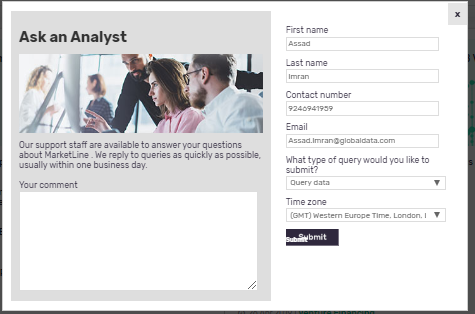 x
Ask an Analyst
Our support staff are available to answer your questions
about MarketLine . We reply to queries as quickly as possible,
usually within one business day.
Your comment
First name
Assad
Last name
Imran
Contact number
9246941959
Email
Assad.Imran@globaldata.com
What type of query would you like to
submit?
Query data
Time zone
(GMT) Western Europe Time, London, l
Submit
Submit